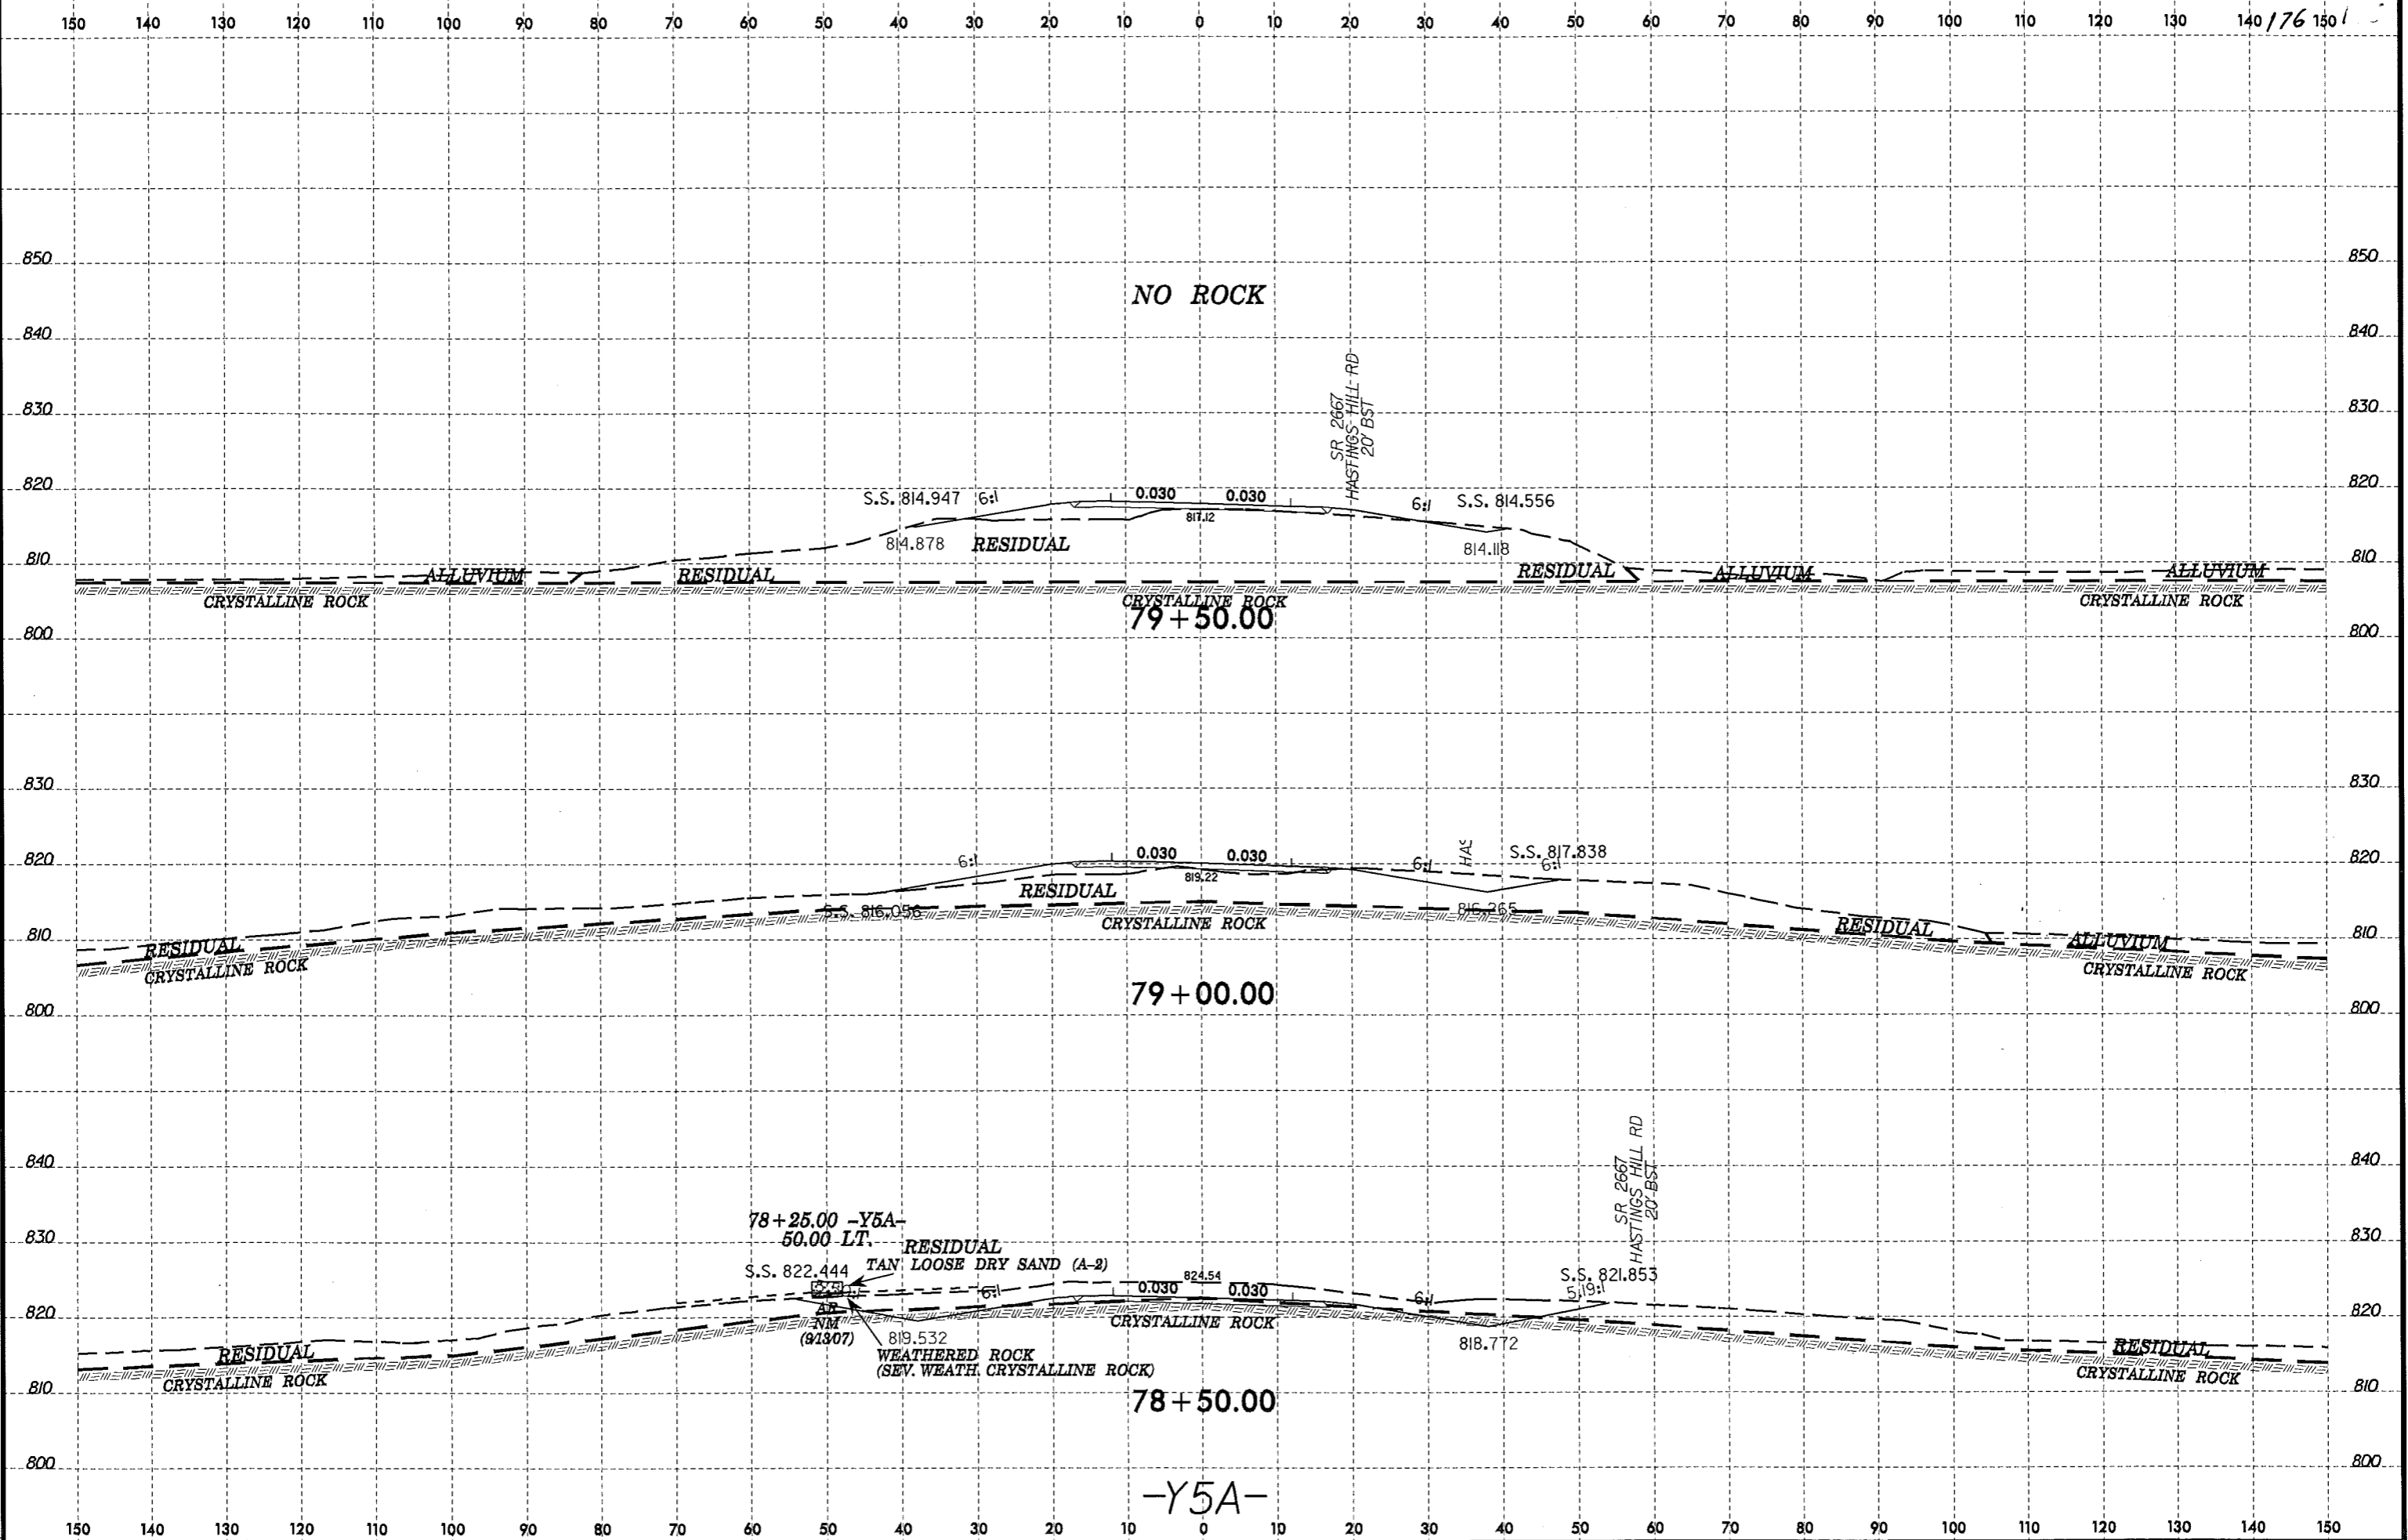 150 140 130 120 110 100 90 80 70 60 50 40 30 20 10 0 10 20 30 40 50 60 70 80 90 100 110 120 130 140 176 150
850 850
NO ROCK
840 840
SR 2667
HASTINGS HILL RD
20' BST
830 830
820 820
S.S. 814.947 6:1 0.030 0.030 6:1 S.S. 814.556
817.12
814.878 RESIDUAL 814.118
810 810
ALLUVIUM RESIDUAL RESIDUAL ALLUVIUM ALLUVIUM
CRYSTALLINE ROCK CRYSTALLINE ROCK CRYSTALLINE ROCK
79+50.00
800 800
830 830
HAS
820 820
6:1 0.030 0.030 6:1 S.S. 817.838
6:1
819.22
RESIDUAL
S.S. 816.056 816.265
CRYSTALLINE ROCK
810 810
RESIDUAL RESIDUAL ALLUVIUM
CRYSTALLINE ROCK CRYSTALLINE ROCK
79+00.00
800 800
840 840
SR 2667
HASTINGS HILL RD
20' BST
78+25.00 -Y5A-
50.00 LT.
830 830
RESIDUAL
TAN LOOSE DRY SAND (A-2)
S.S. 822.444 824.54 S.S. 821.853
6:1 0.030 0.030 6:1 5.19:1
820 820
AR
NM
(9/13/07)
819.532 CRYSTALLINE ROCK 818.772
WEATHERED ROCK
(SEV. WEATH. CRYSTALLINE ROCK)
RESIDUAL RESIDUAL
CRYSTALLINE ROCK CRYSTALLINE ROCK
810 810
78+50.00
800 800
-Y5A-
150 140 130 120 110 100 90 80 70 60 50 40 30 20 10 0 10 20 30 40 50 60 70 80 90 100 110 120 130 140 150